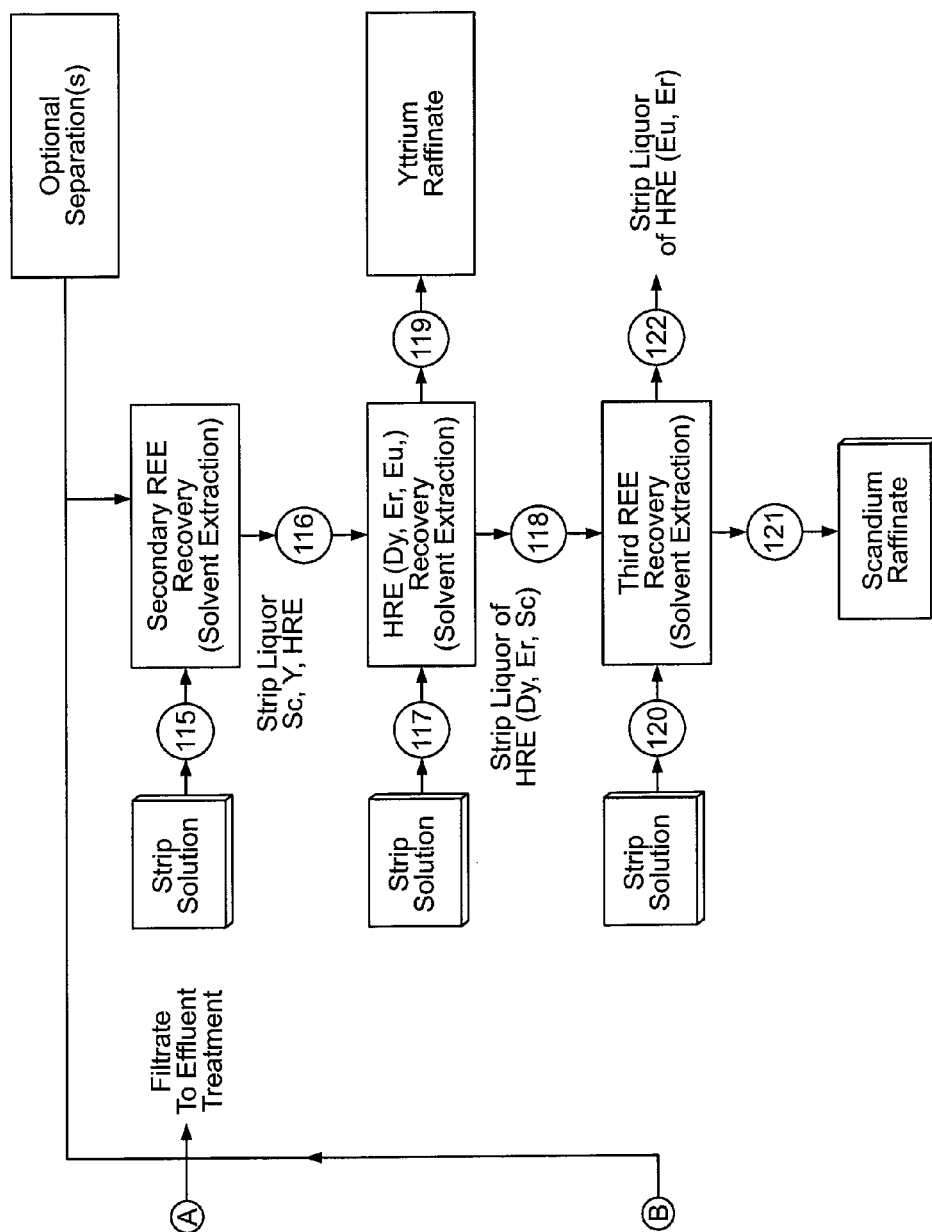 Optional
Separation(s)
A
Filtrate
To Effluent
Treatment
B
Strip
Solution
115
Secondary REE
Recovery
(Solvent Extraction)
116
Strip Liquor
Sc, Y, HRE
Strip
Solution
117
HRE (Dy, Er, Eu,)
Recovery
(Solvent Extraction)
119
Yttrium
Raffinate
118
Strip Liquor of
HRE (Dy, Er, Sc)
Strip
Solution
120
Third REE
Recovery
(Solvent Extraction)
122
Strip Liquor
of HRE (Eu, Er)
121
Scandium
Raffinate